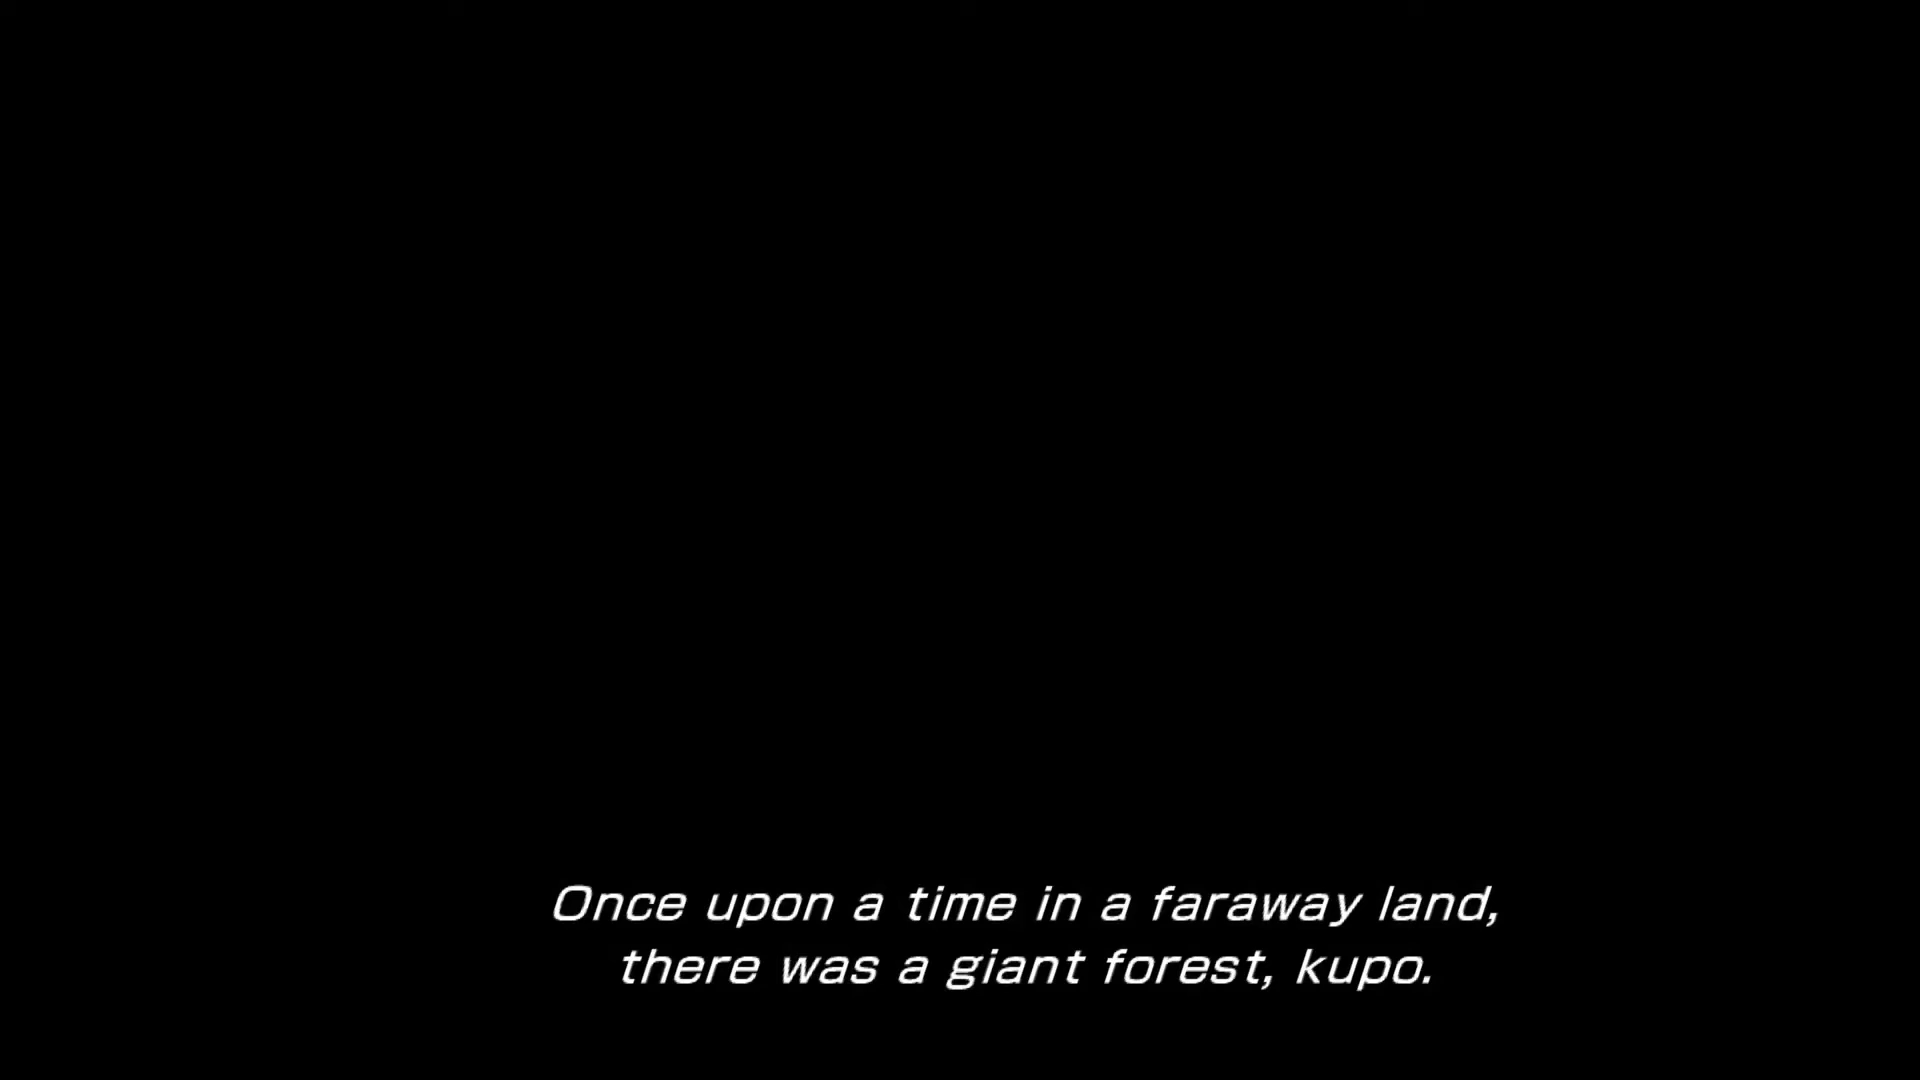 Once upon a time in a faraway land,
there was a giant forest, kupo.